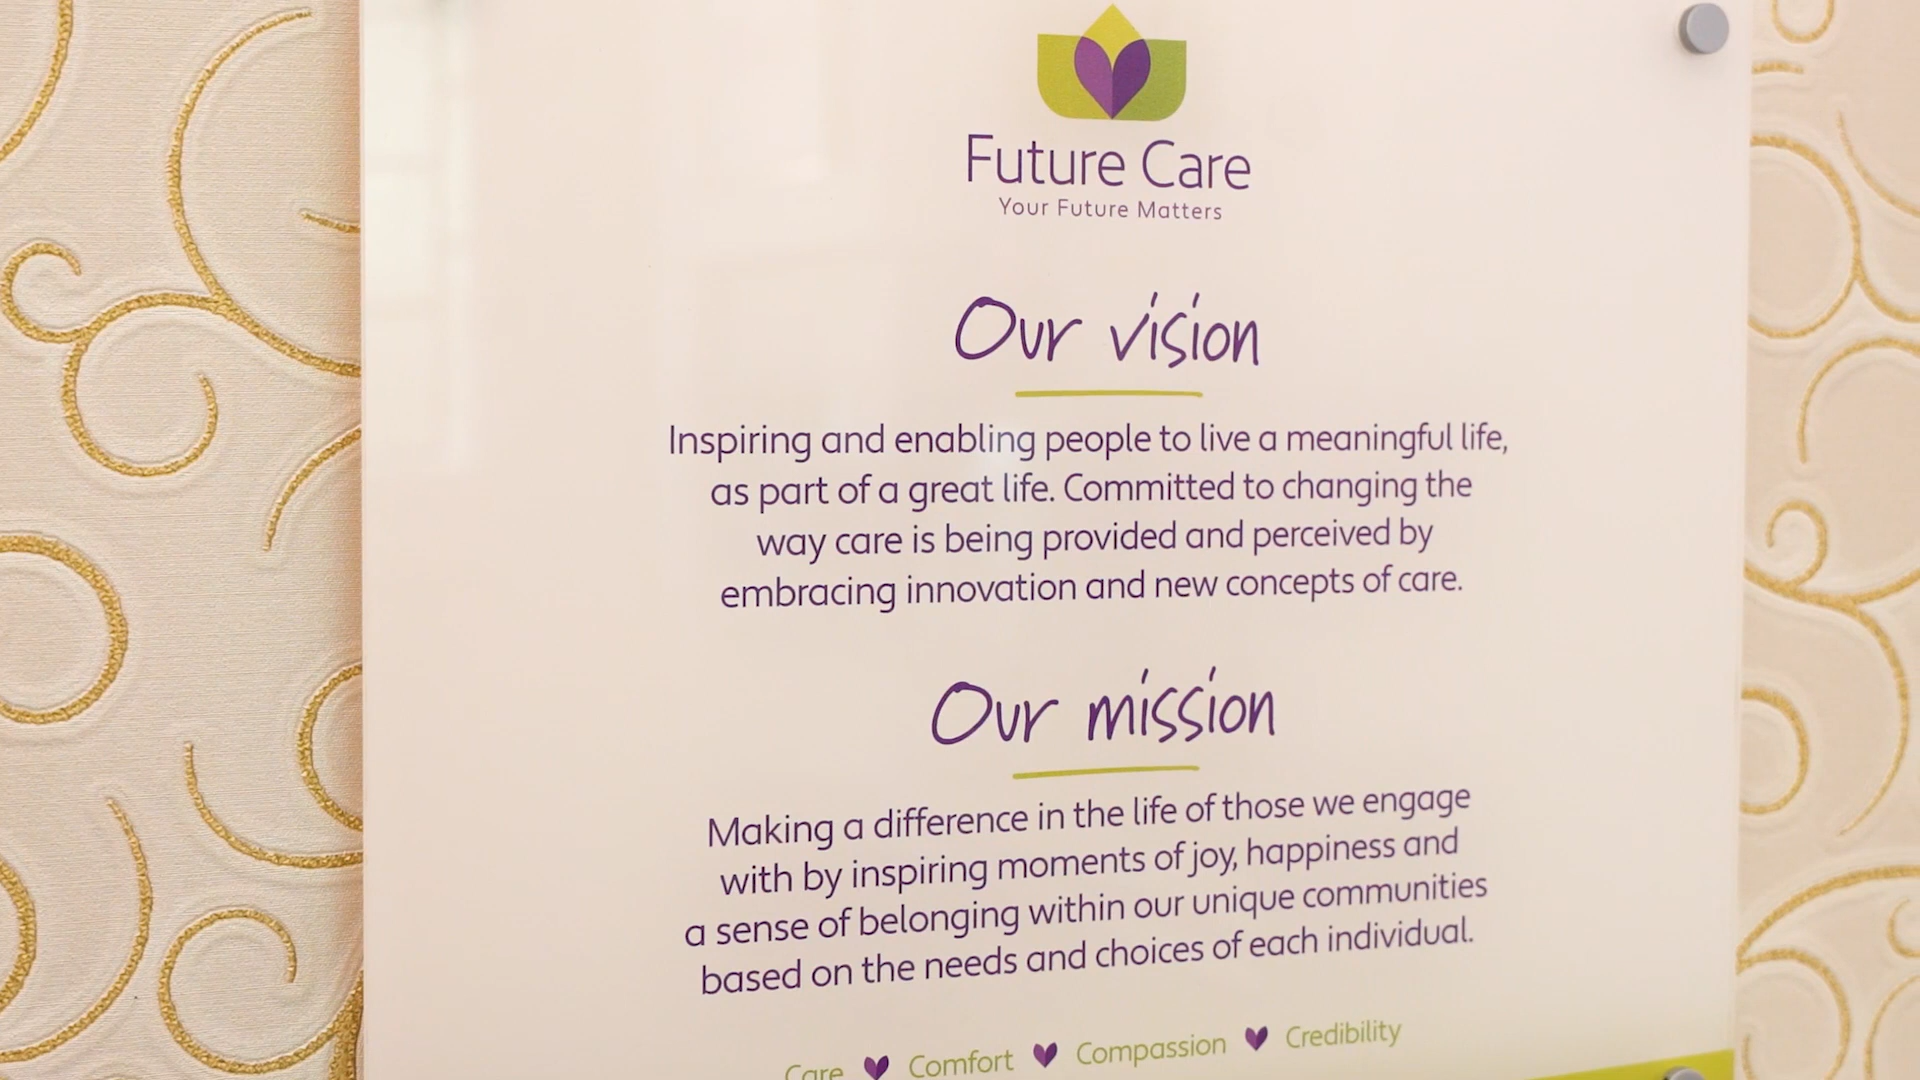 Future Care
Your Future Matters
Our vision
Inspiring and enabling people to live a meaningful life,
as part of a great life. Committed to changing the
way care is being provided and perceived by
embracing innovation and new concepts of care.
Our mission
Making a difference in the life of those we engage
with by inspiring moments of joy, happiness and
a sense of belonging within our unique communities
based on the needs and choices of each individual.
Care Comfort Compassion Credibility